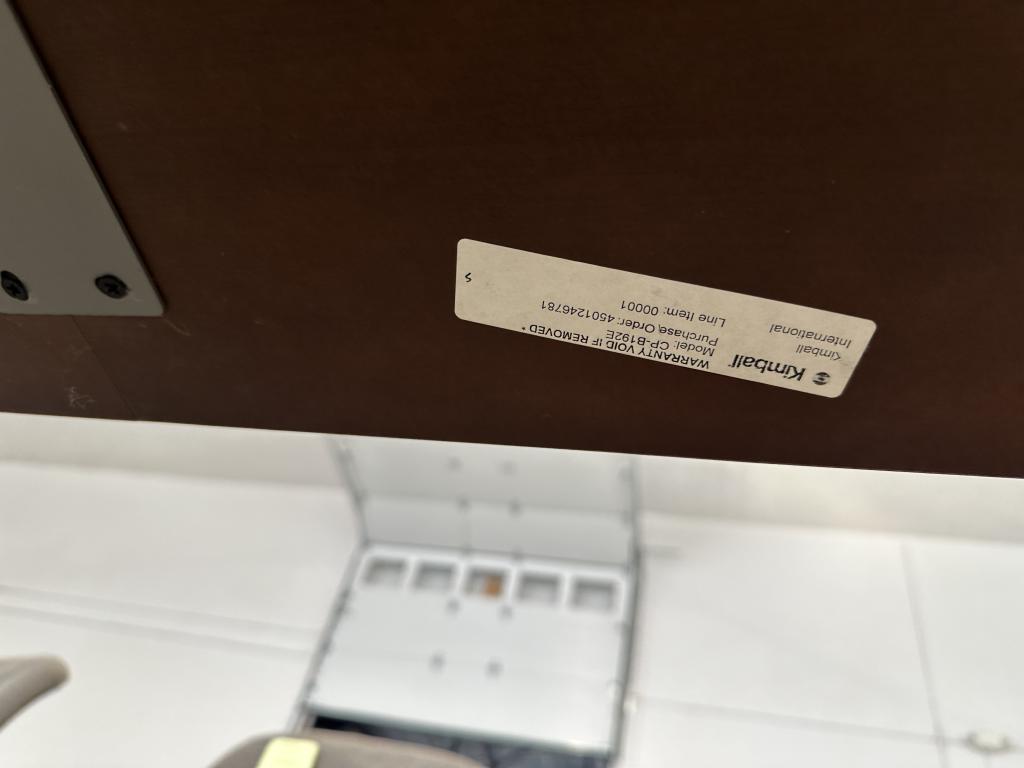 Kimball
Kimball
International
WARRANTY VOID IF REMOVED*
Model: CP-B192E
Purchase Order: 4501246781
Line Item: 00001
S